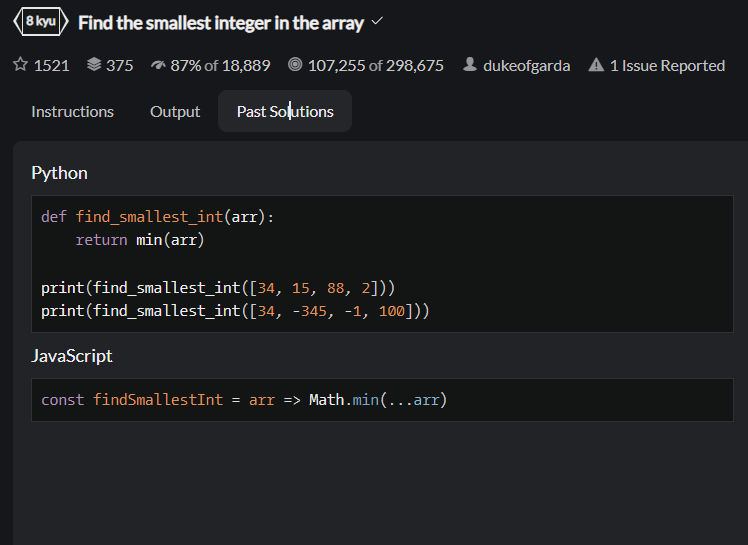 8 kyu Find the smallest integer in the array
1521 375 87% of 18,889 107,255 of 298,675 dukeofgarda 1 Issue Reported
Instructions Output Past Solutions
Python
def find_smallest_int(arr):
    return min(arr)
print(find_smallest_int([34, 15, 88, 2]))
print(find_smallest_int([34, -345, -1, 100]))
JavaScript
const findSmallestInt = arr => Math.min(...arr)